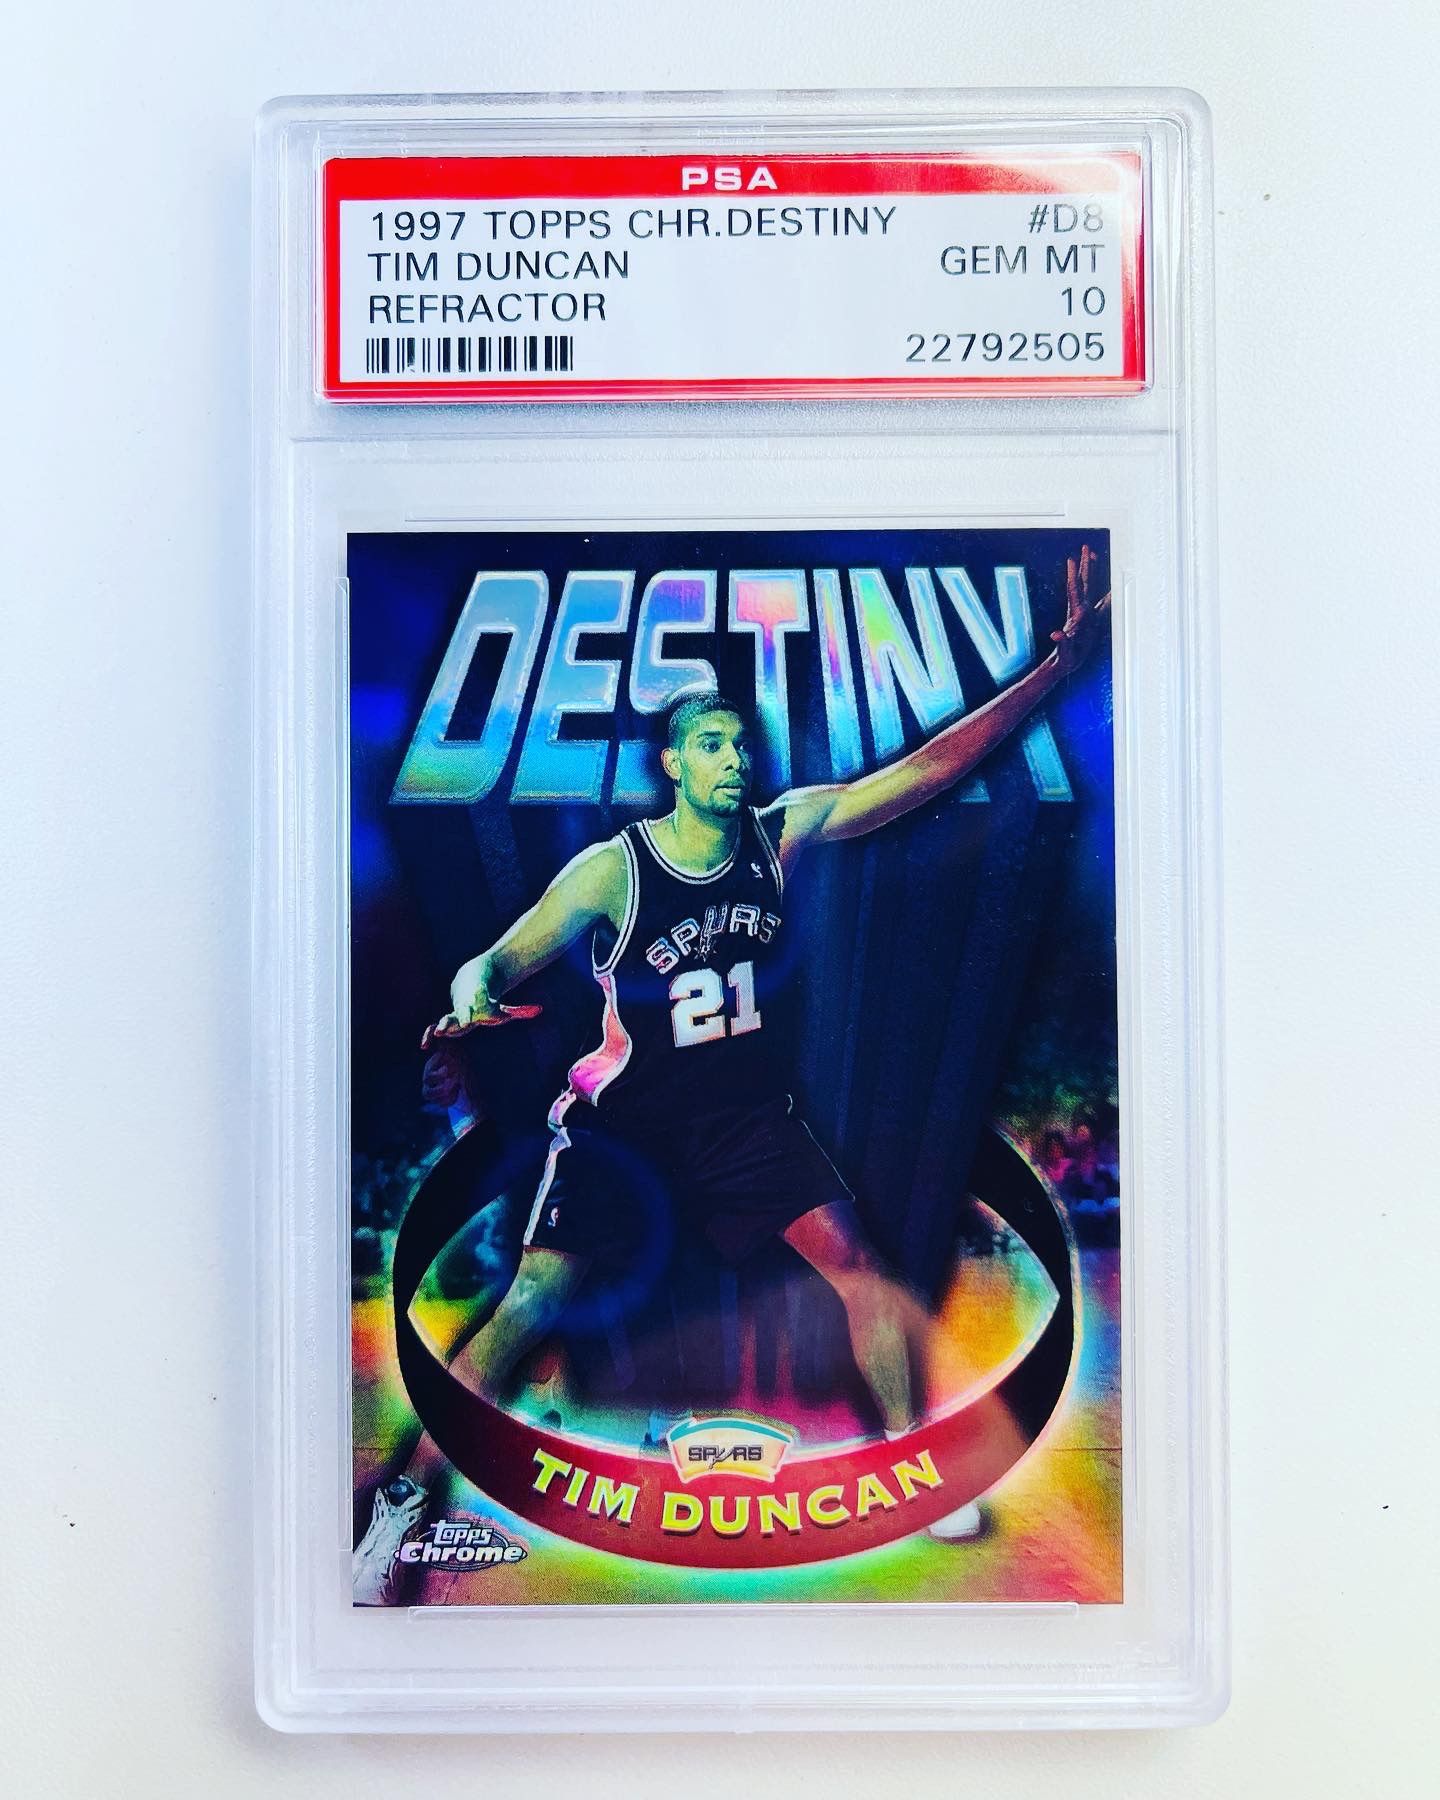 PSA
1997 TOPPS CHR.DESTINY #D8
TIM DUNCAN GEM MT
REFRACTOR 10
22792505
DESTINY
SPURS
21
SPURS
TIM DUNCAN
Topps
Chrome